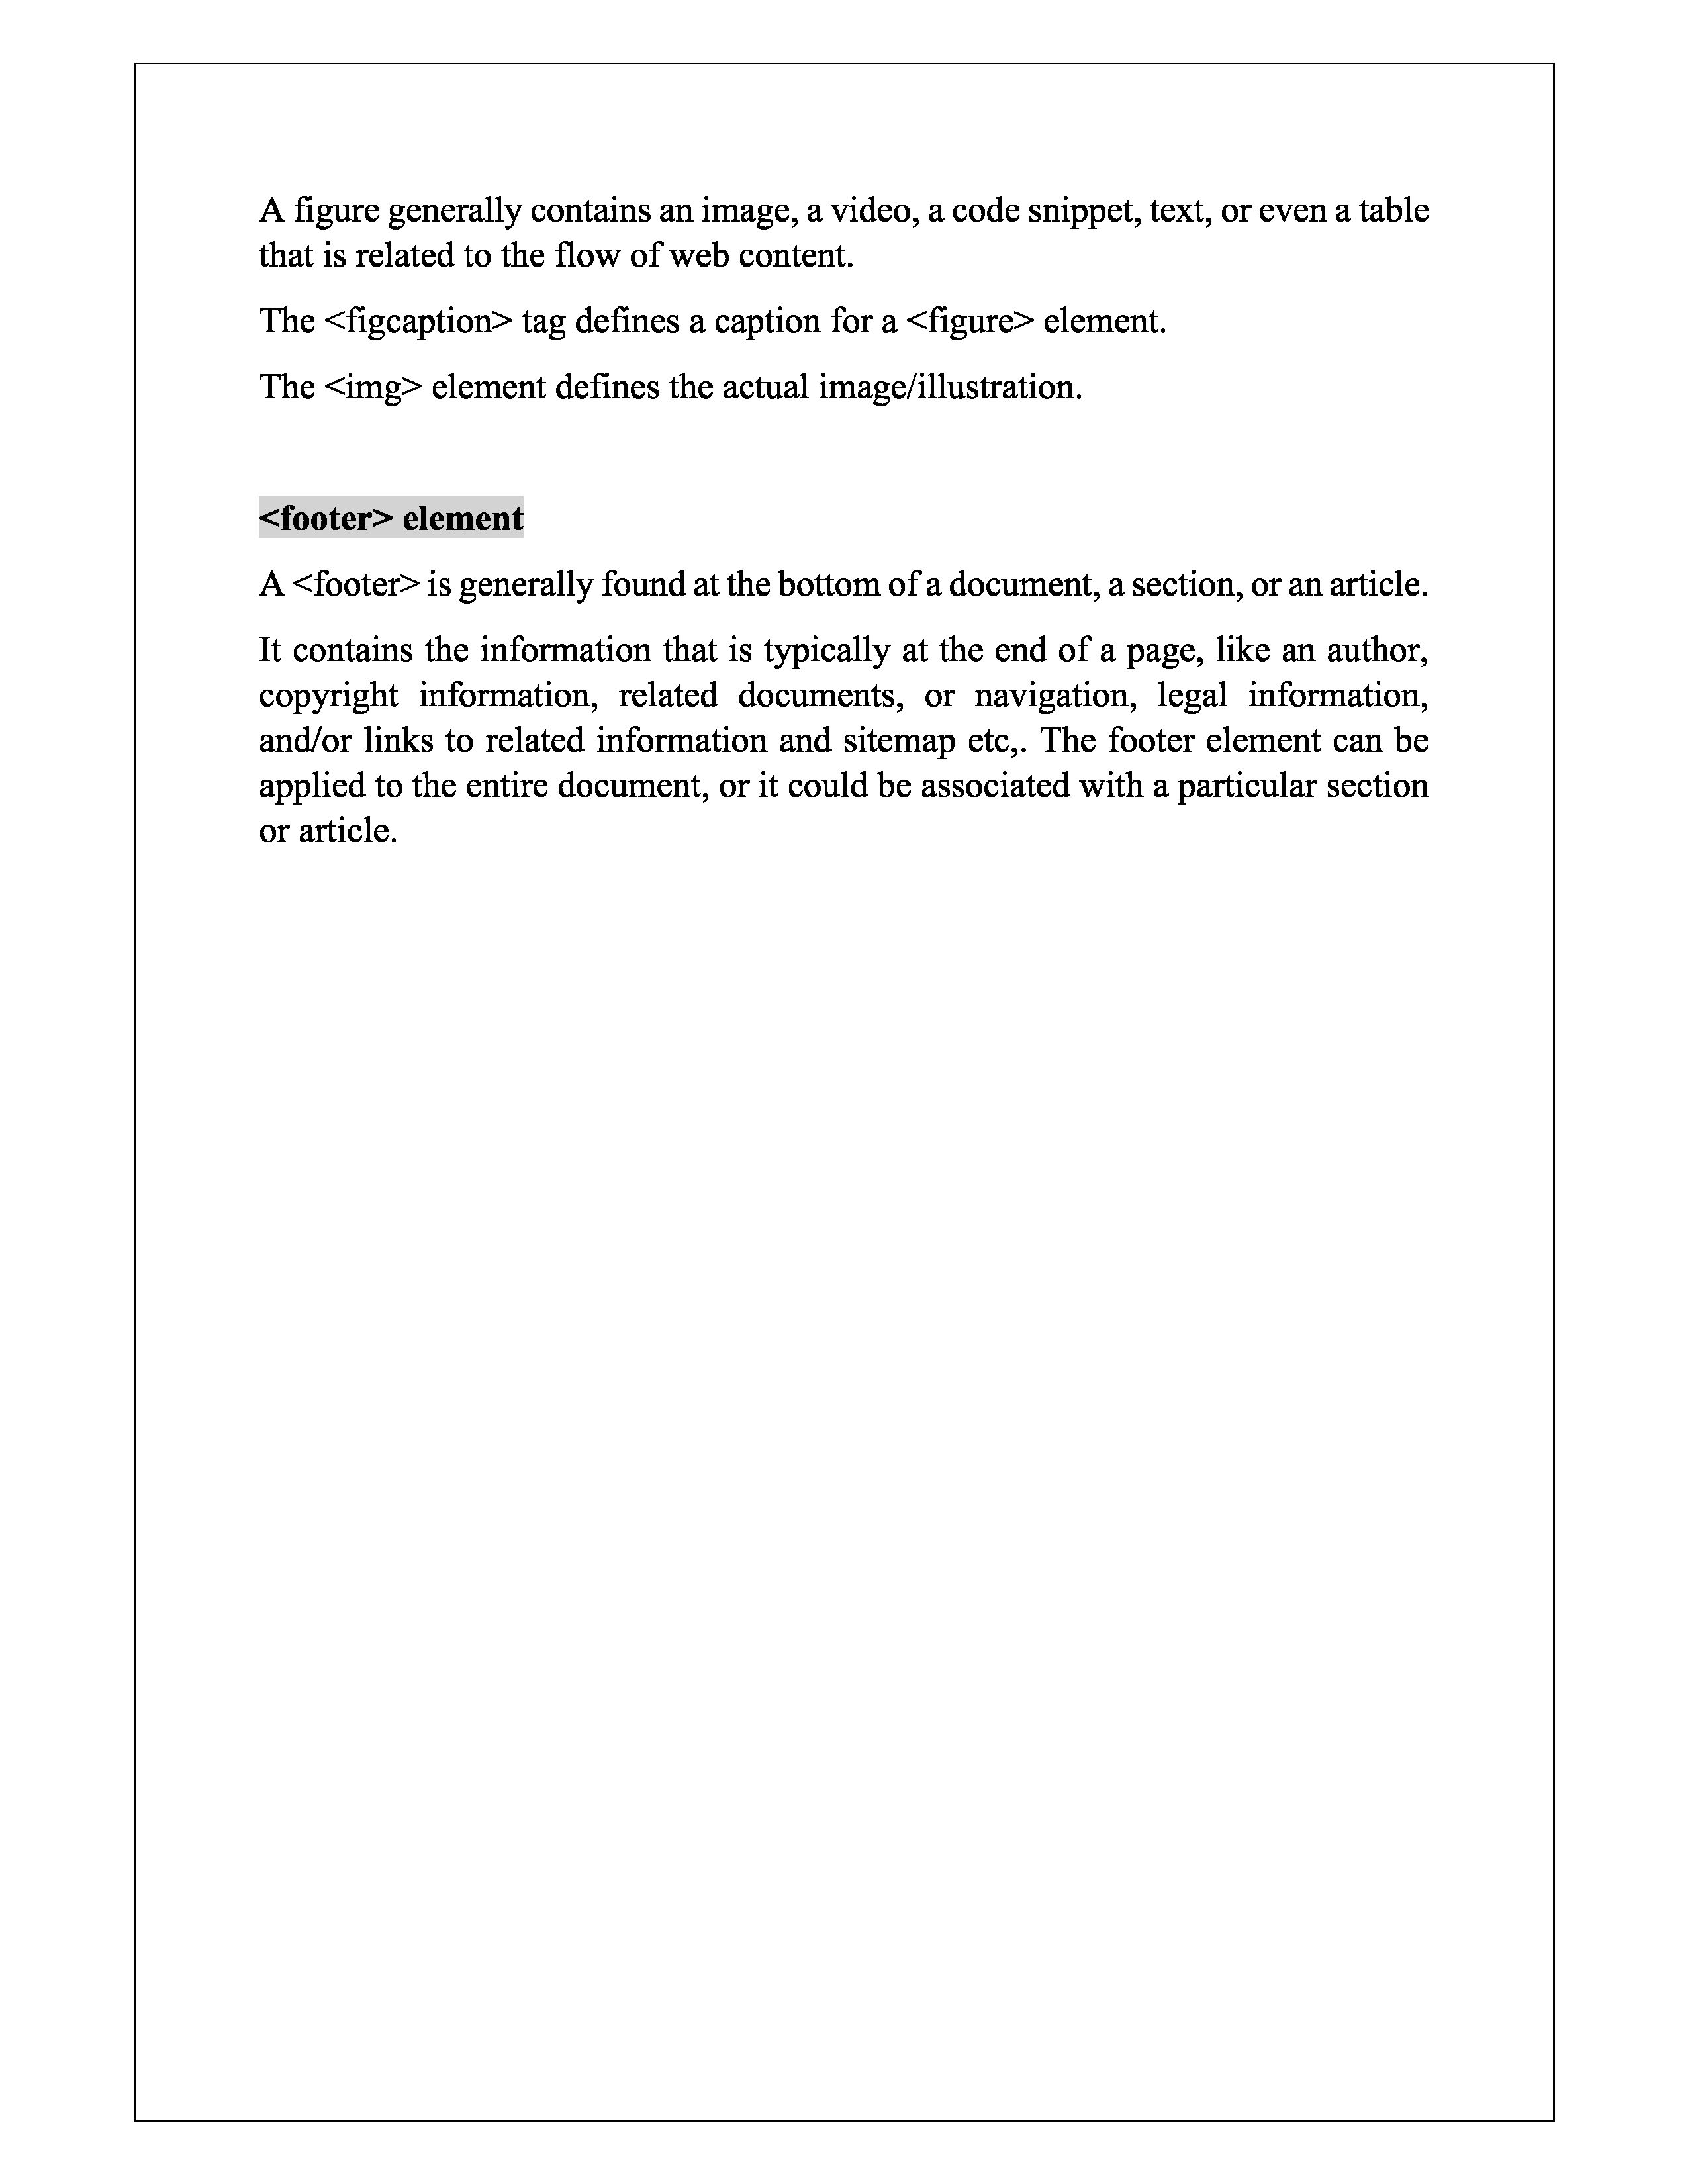 A figure generally contains an image, a video, a code snippet, text, or even a table
that is related to the flow of web content.
The <figcaption> tag defines a caption for a <figure> element.
The <img> element defines the actual image/illustration.
<footer> element
A <footer> is generally found at the bottom of a document, a section, or an article.
It contains the information that is typically at the end of a page, like an author,
copyright information, related documents, or navigation, legal information,
and/or links to related information and sitemap etc,. The footer element can be
applied to the entire document, or it could be associated with a particular section
or article.